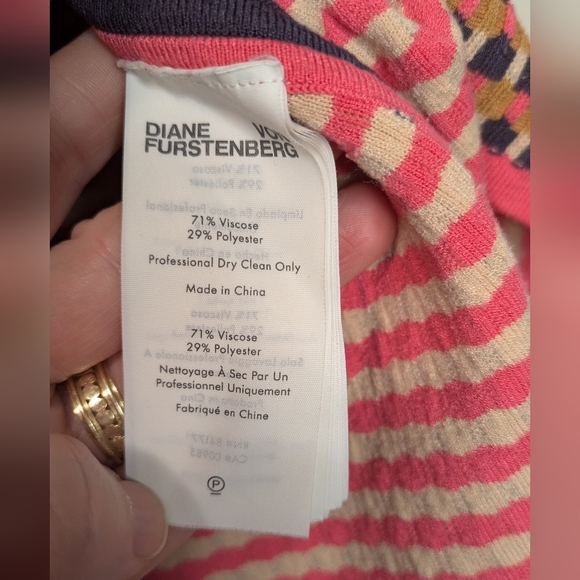 DIANE VON
FURSTENBERG
71% Viscose
29% Polyester
Professional Dry Clean Only
Made in China
71% Viscose
29% Polyester
Nettoyage À Sec Par Un
Professionnel Uniquement
Fabriqué en Chine
P